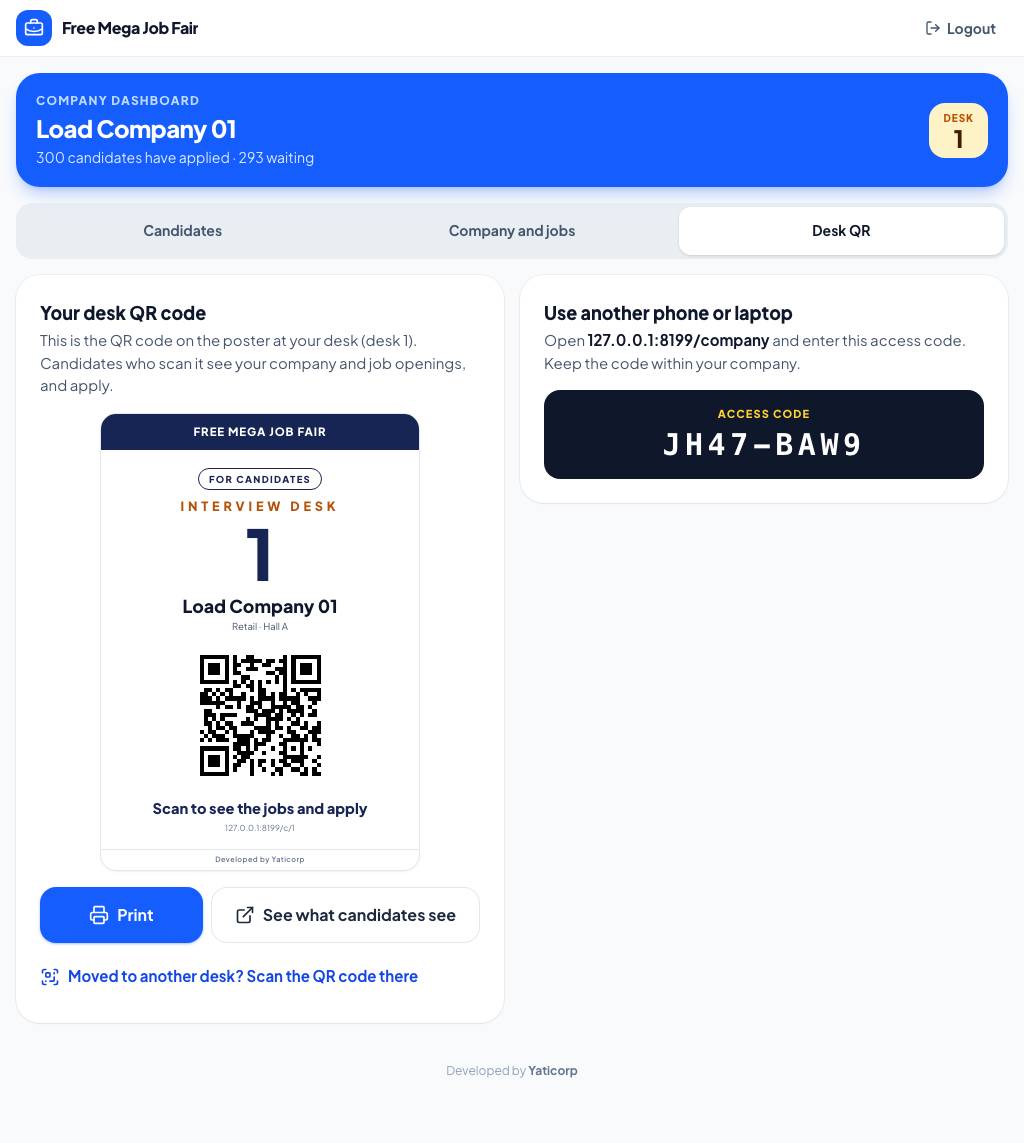 Free Mega Job Fair
Logout
COMPANY DASHBOARD
Load Company 01
300 candidates have applied · 293 waiting
DESK
1
Candidates
Company and jobs
Desk QR
Your desk QR code
This is the QR code on the poster at your desk (desk 1).
Candidates who scan it see your company and job openings,
and apply.
FREE MEGA JOB FAIR
FOR CANDIDATES
INTERVIEW DESK
1
Load Company 01
Retail · Hall A
Scan to see the jobs and apply
127.0.0.1:8199/c/1
Developed by Yaticorp
Print
See what candidates see
Moved to another desk? Scan the QR code there
Use another phone or laptop
Open 127.0.0.1:8199/company and enter this access code.
Keep the code within your company.
ACCESS CODE
JH47-BAW9
Developed by Yaticorp